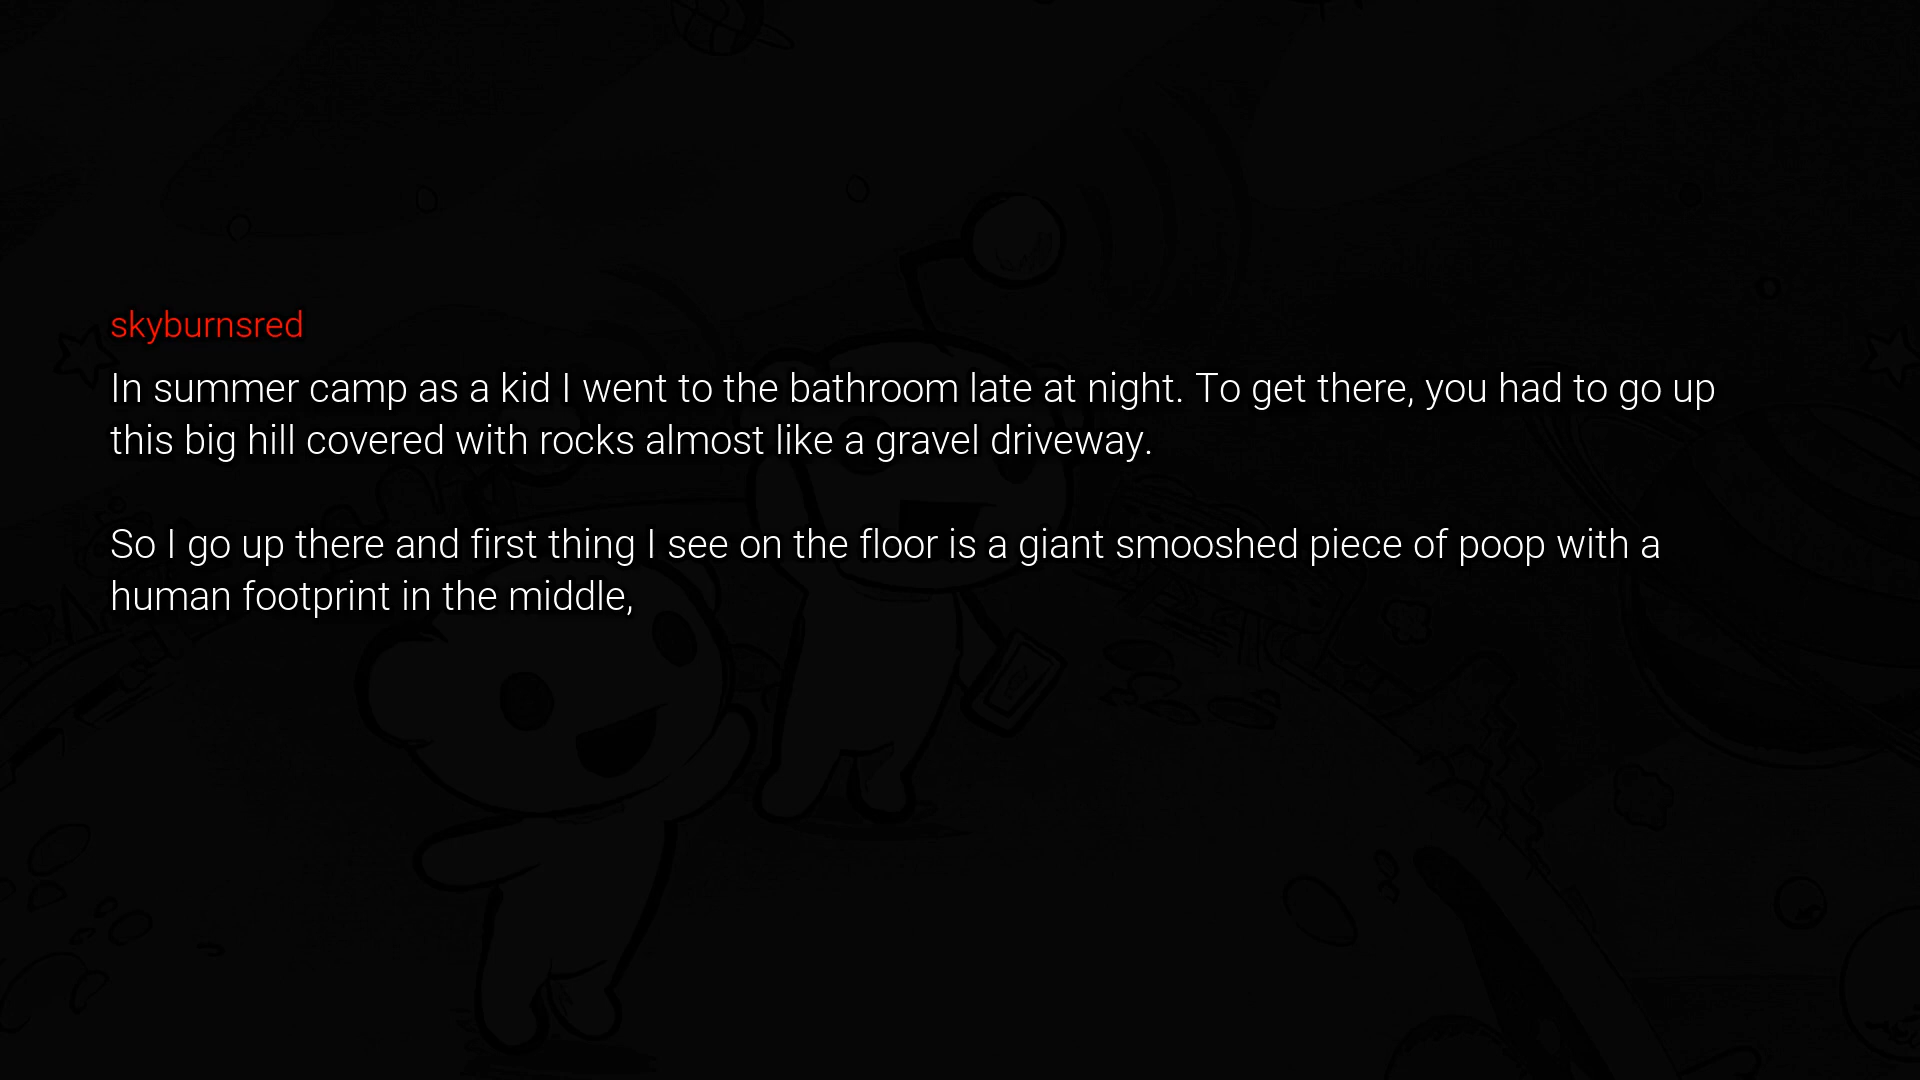 skyburnsred
In summer camp as a kid I went to the bathroom late at night. To get there, you had to go up
this big hill covered with rocks almost like a gravel driveway.
So I go up there and first thing I see on the floor is a giant smooshed piece of poop with a
human footprint in the middle,